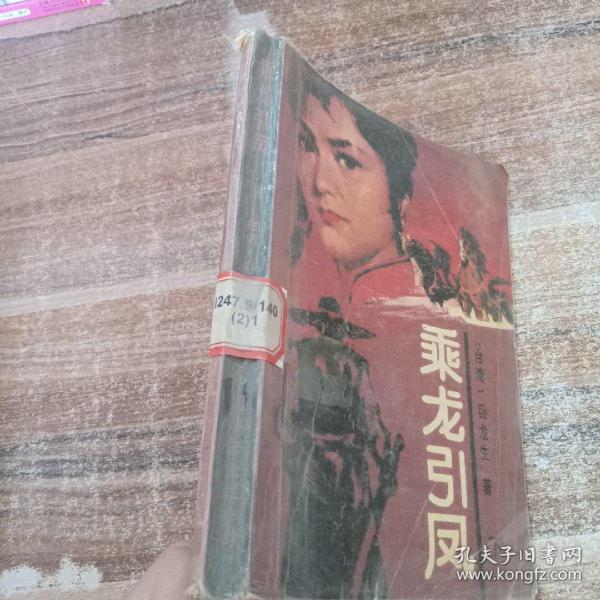 I247.9/140
(2)1
乘龙引凤
(台湾)卧龙生 著
孔夫子旧书网
www.kongfz.com